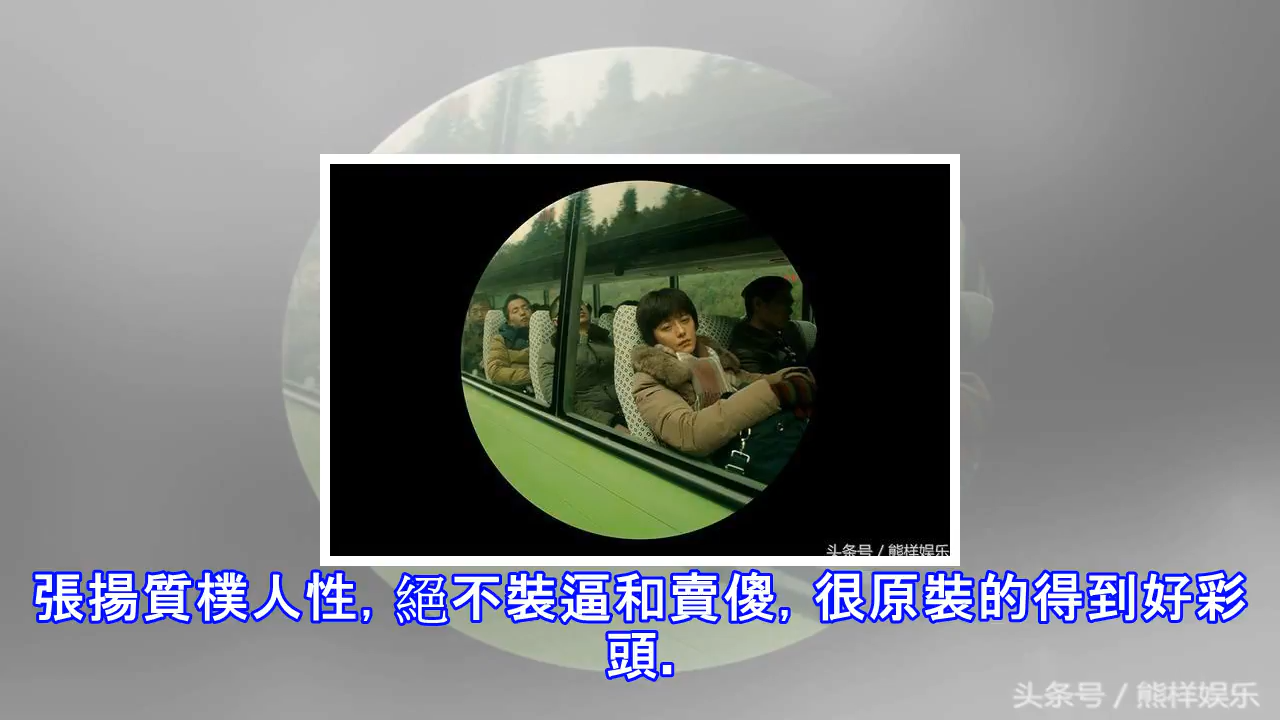 头条号 / 熊样娱乐
張揚質樸人性, 絕不裝逼和賣傻, 很原裝的得到好彩
頭.
头条号 / 熊样娱乐